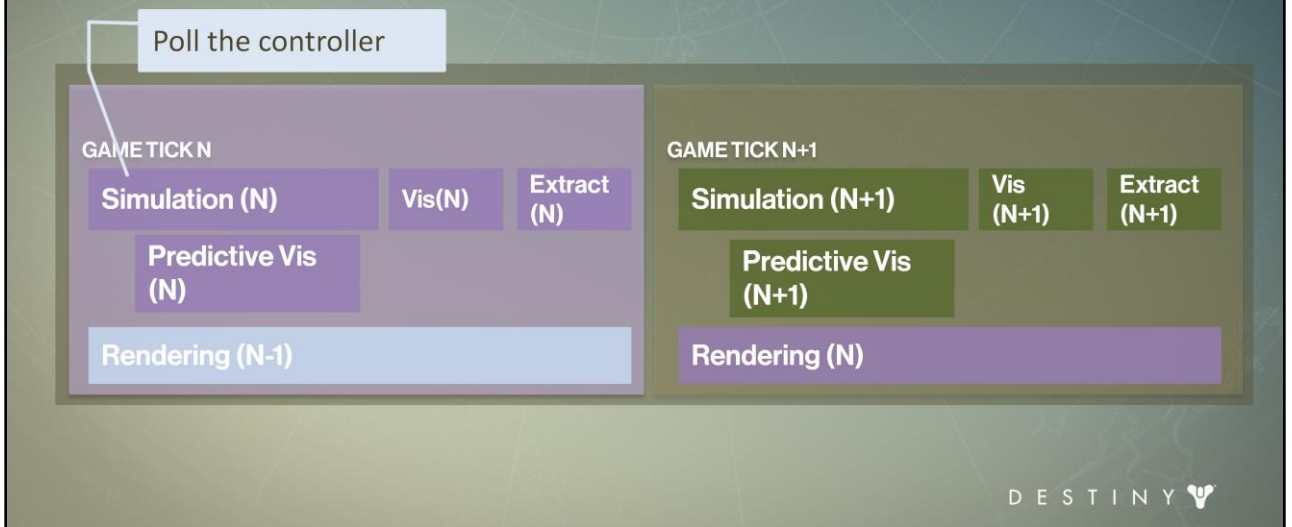 Poll the controller
GAME TICK N
Simulation (N)
Vis(N)
Extract
(N)
Predictive Vis
(N)
Rendering (N-1)
GAME TICK N+1
Simulation (N+1)
Vis
(N+1)
Extract
(N+1)
Predictive Vis
(N+1)
Rendering (N)
DESTINY